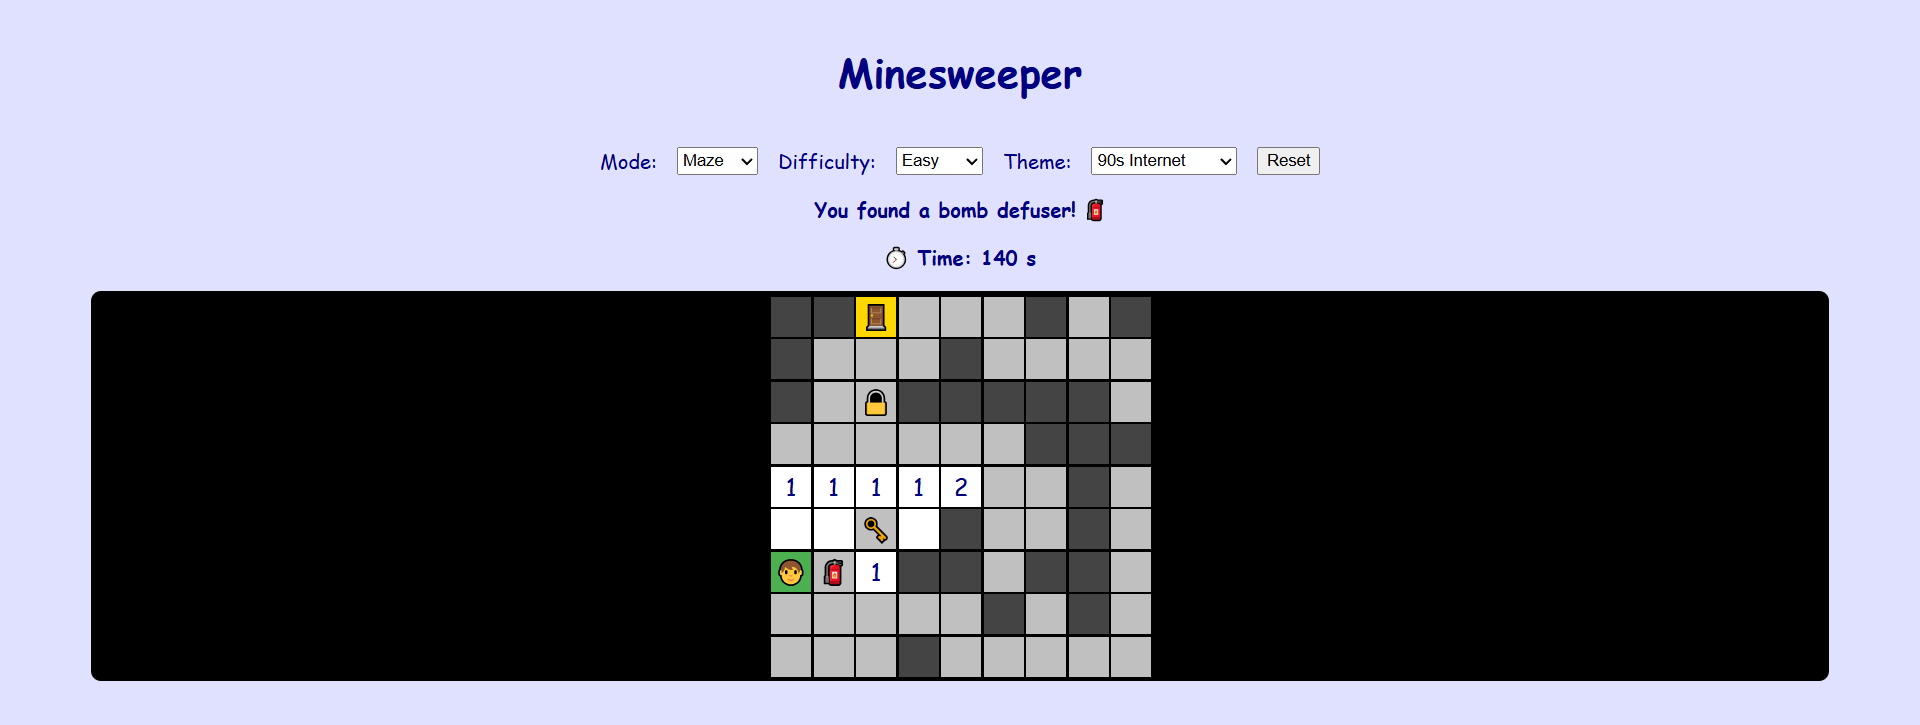 Minesweeper
Mode: Maze Difficulty: Easy Theme: 90s Internet Reset
You found a bomb defuser!
Time: 140 s
1 1 1 1 2
1